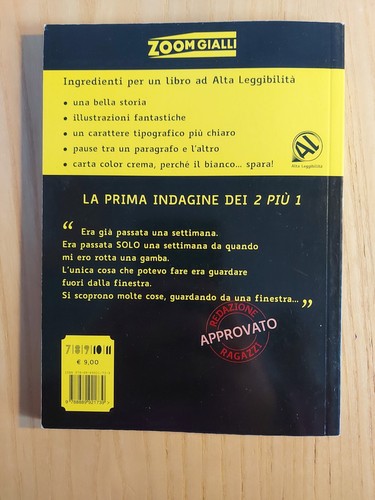 ZOOMGIALLI
Ingredienti per un libro ad Alta Leggibilità
• una bella storia
• illustrazioni fantastiche
• un carattere tipografico più chiaro
• pause tra un paragrafo e l'altro
• carta color crema, perché il bianco... spara!
AL
Alta Leggibilità
LA PRIMA INDAGINE DEI 2 PIÙ 1
“ Era già passata una settimana.
Era passata SOLO una settimana da quando
mi ero rotta una gamba.
L'unica cosa che potevo fare era guardare
fuori dalla finestra.
Si scoprono molte cose, guardando da una finestra... ”
REDAZIONE
APPROVATO
RAGAZZI
7|8|9|10|11
€ 9,00